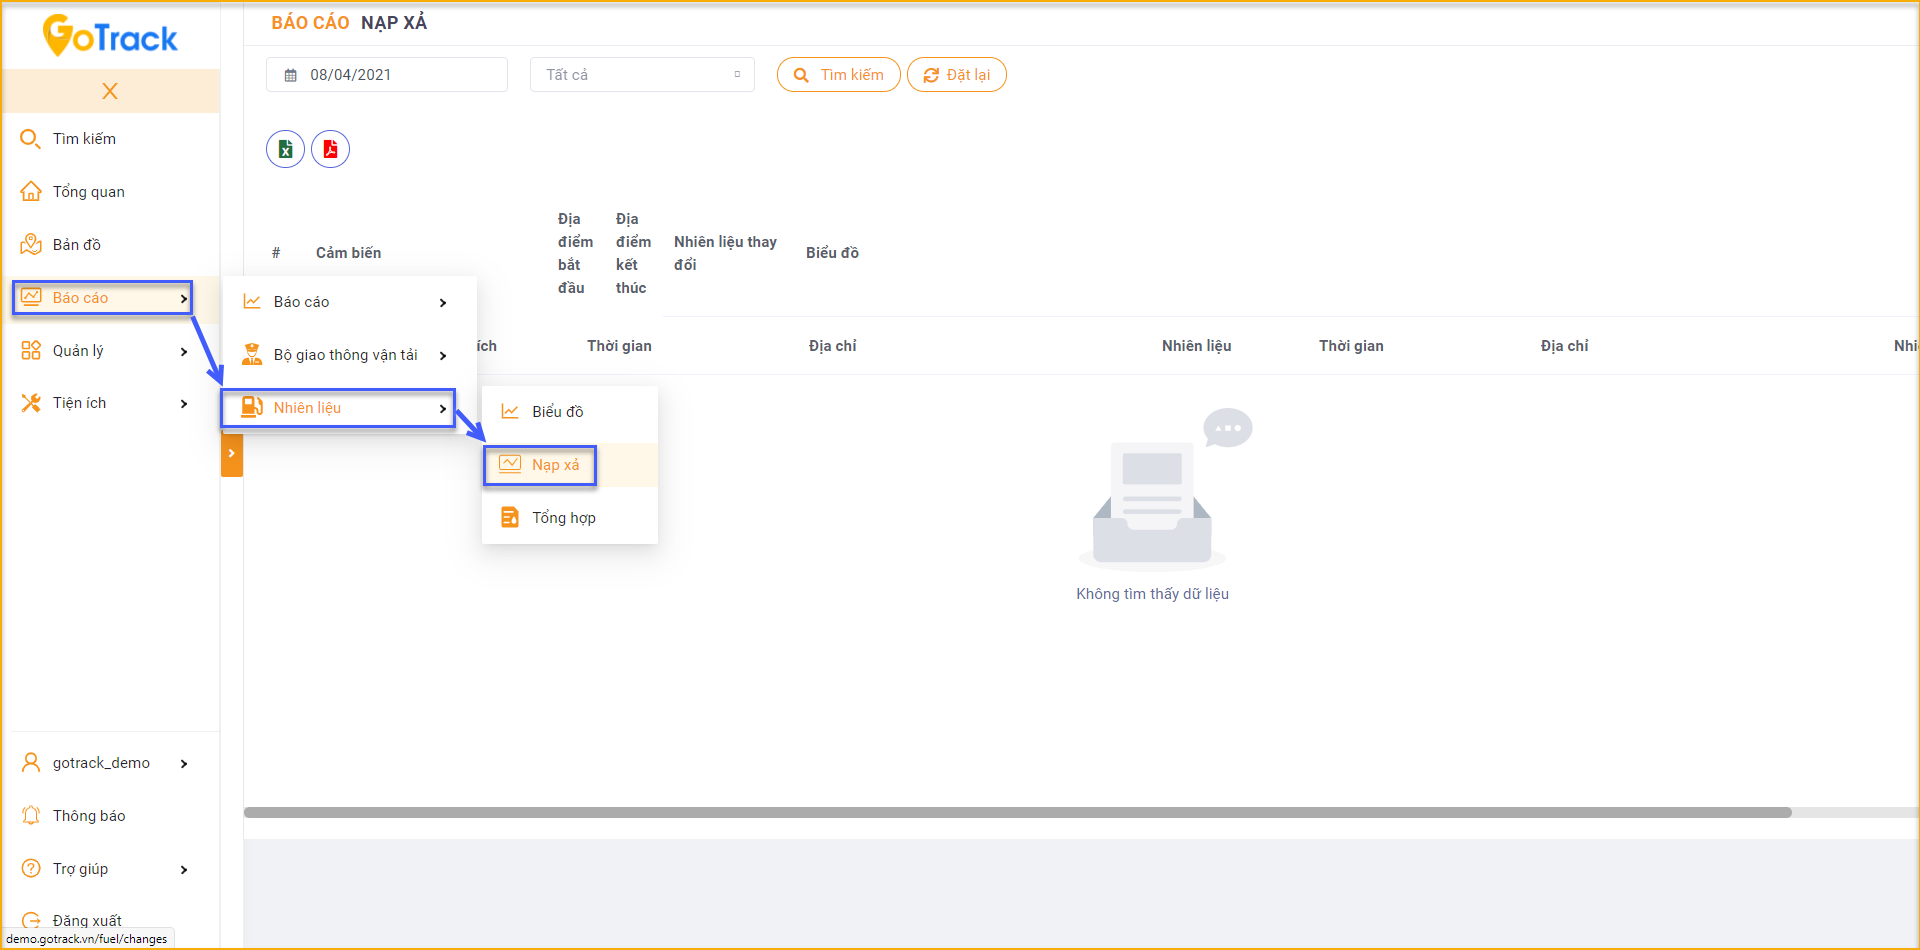 GoTrack
X
Tìm kiếm
Tổng quan
Bản đồ
Báo cáo
Quản lý
Tiện ích
gotrack_demo
Thông báo
Trợ giúp
Đăng xuất
demo.gotrack.vn/fuel/changes
BÁO CÁO NẠP XẢ
08/04/2021
Tất cả
Tìm kiếm
Đặt lại
#
Cảm biến
Địa
điểm
bắt
đầu
Địa
điểm
kết
thúc
Nhiên liệu thay
đổi
Biểu đồ
ích
Thời gian
Địa chỉ
Nhiên liệu
Thời gian
Địa chỉ
Nhi
Báo cáo
Bộ giao thông vận tải
Nhiên liệu
Biểu đồ
Nạp xả
Tổng hợp
Không tìm thấy dữ liệu